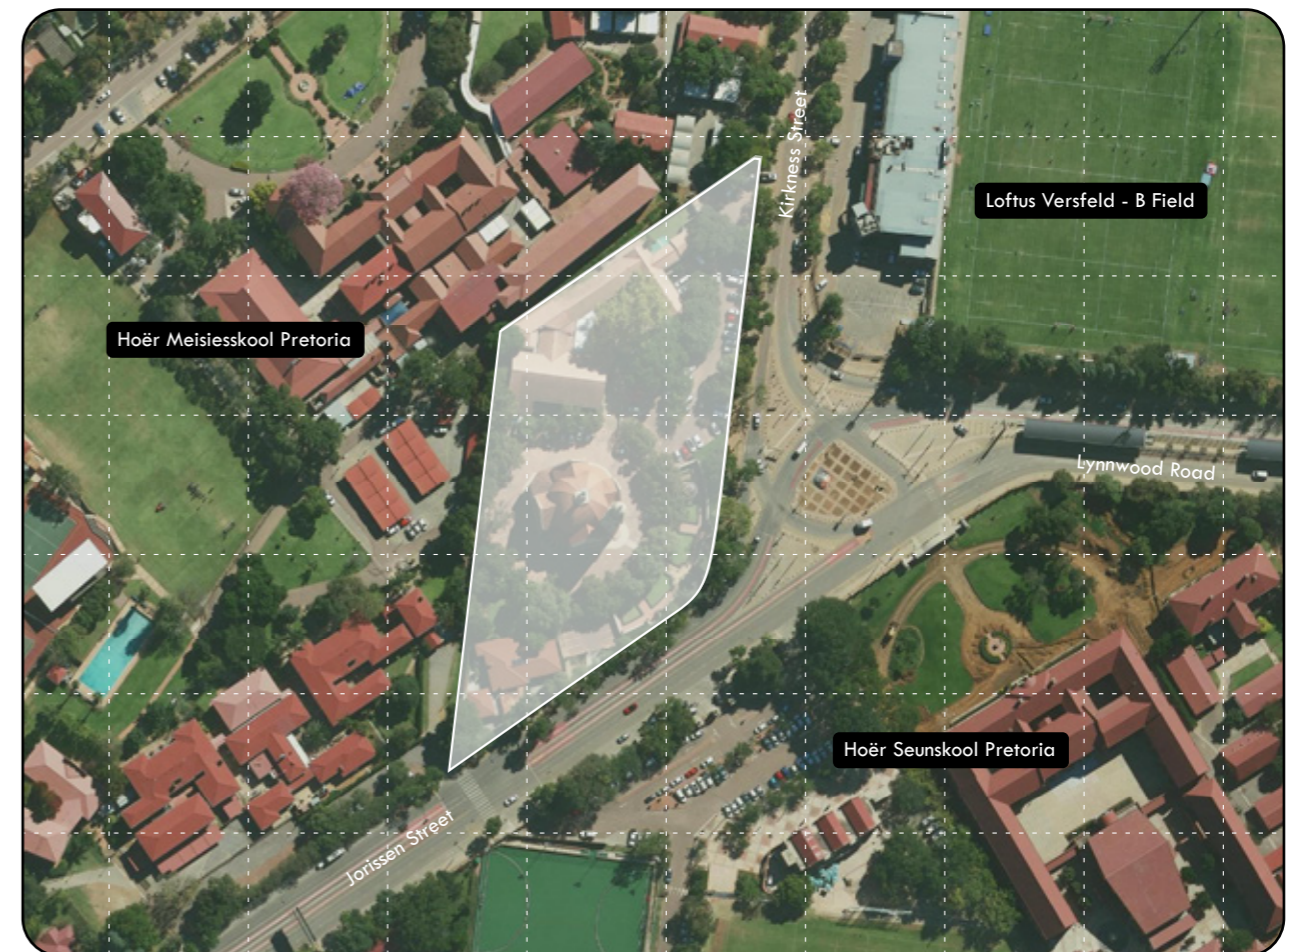 Kirkness Street
Loftus Versfeld - B Field
Hoër Meisiesskool Pretoria
Lynnwood Road
Hoër Seunskool Pretoria
Jorissen Street